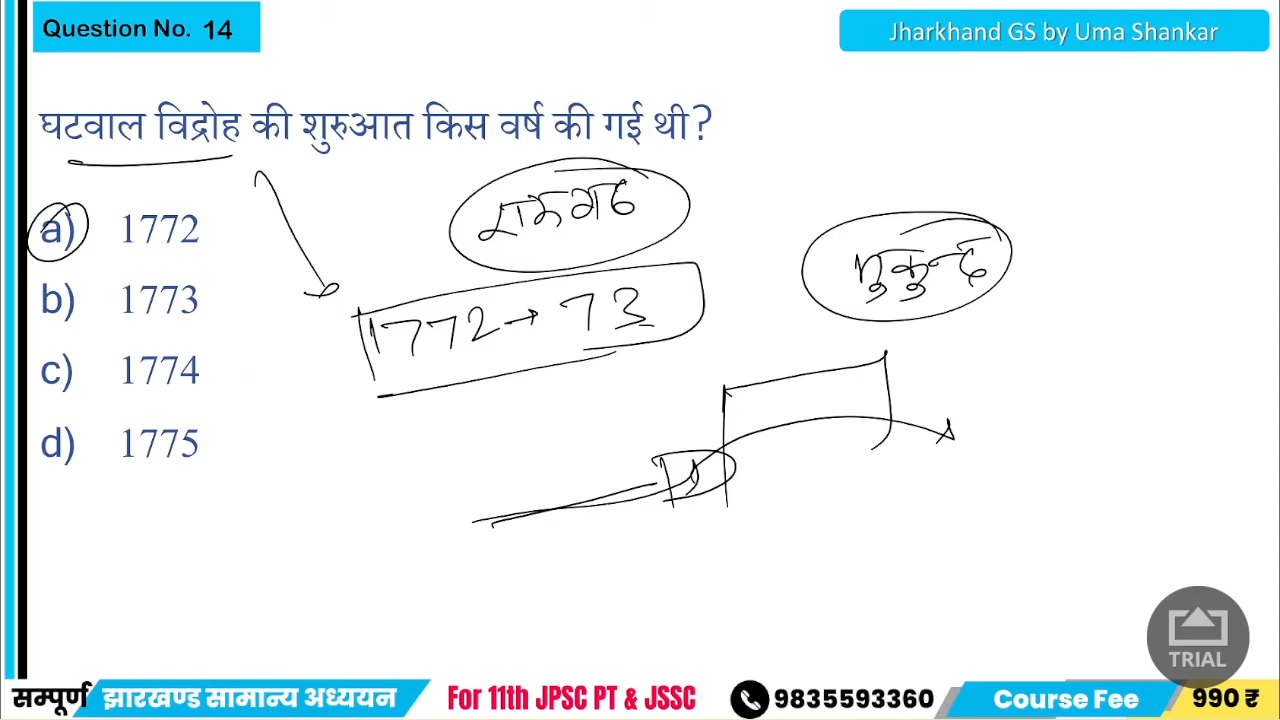 Question No. 14
Jharkhand GS by Uma Shankar
घटवाल विद्रोह की शुरुआत किस वर्ष की गई थी?
रामगढ
a) 1772
मुकुन्द
b) 1773
1772 → 73
c) 1774
d) 1775
TRIAL
सम्पूर्ण झारखण्ड सामान्य अध्ययन For 11th JPSC PT & JSSC 9835593360 Course Fee 990 ₹